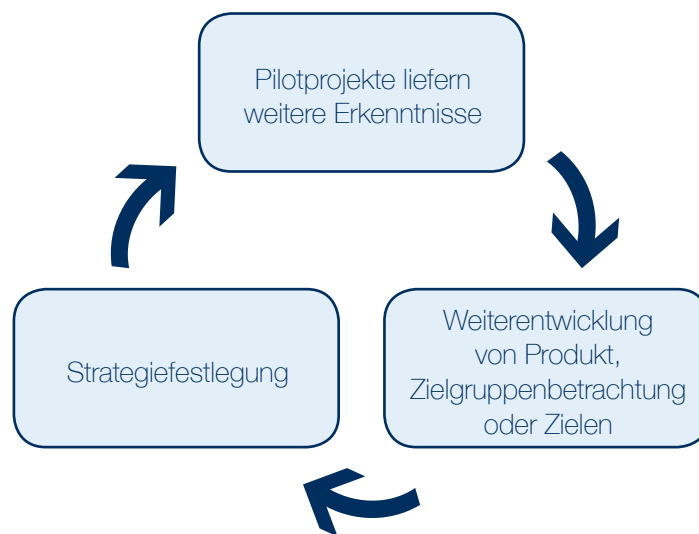 Pilotprojekte liefern
weitere Erkenntnisse
Strategiefestlegung
Weiterentwicklung
von Produkt,
Zielgruppenbetrachtung
oder Zielen